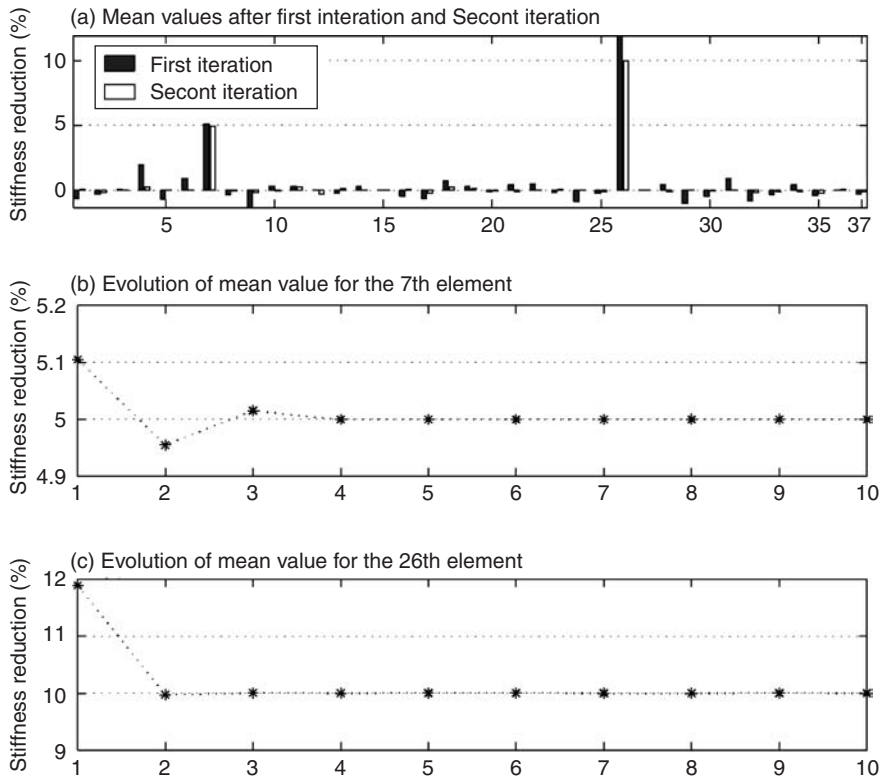 (a) Mean values after first interation and Secont iteration
Stiffness reduction (%)
10
5
0
First iteration
Secont iteration
5 10 15 20 25 30 35 37
(b) Evolution of mean value for the 7th element
Stiffness reduction (%)
5.2
5.1
5
4.9
1 2 3 4 5 6 7 8 9 10
(c) Evolution of mean value for the 26th element
Stiffness reduction (%)
12
11
10
9
1 2 3 4 5 6 7 8 9 10